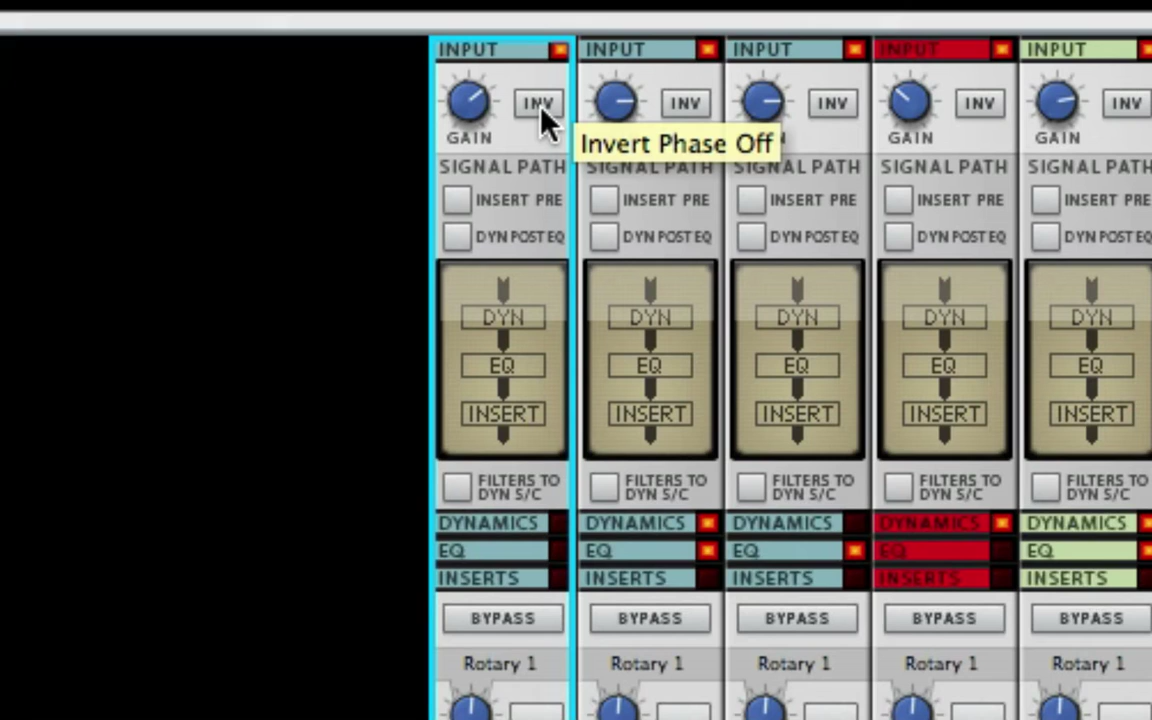 INPUT INPUT INPUT INPUT INPUT
INV INV INV INV INV
GAIN GAIN GAIN GAIN
Invert Phase Off
SIGNAL PATH SIGNAL PATH SIGNAL PATH SIGNAL PATH SIGNAL PATH
INSERT PRE INSERT PRE INSERT PRE INSERT PRE INSERT PRE
DYN POST EQ DYN POST EQ DYN POST EQ DYN POST EQ DYN POST EQ
DYN DYN DYN DYN DYN
EQ EQ EQ EQ EQ
INSERT INSERT INSERT INSERT INSERT
FILTERS TO FILTERS TO FILTERS TO FILTERS TO FILTERS TO
DYN S/C DYN S/C DYN S/C DYN S/C DYN S/C
DYNAMICS DYNAMICS DYNAMICS DYNAMICS DYNAMICS
EQ EQ EQ EQ EQ
INSERTS INSERTS INSERTS INSERTS INSERTS
BYPASS BYPASS BYPASS BYPASS BYPASS
Rotary 1 Rotary 1 Rotary 1 Rotary 1 Rotary 1